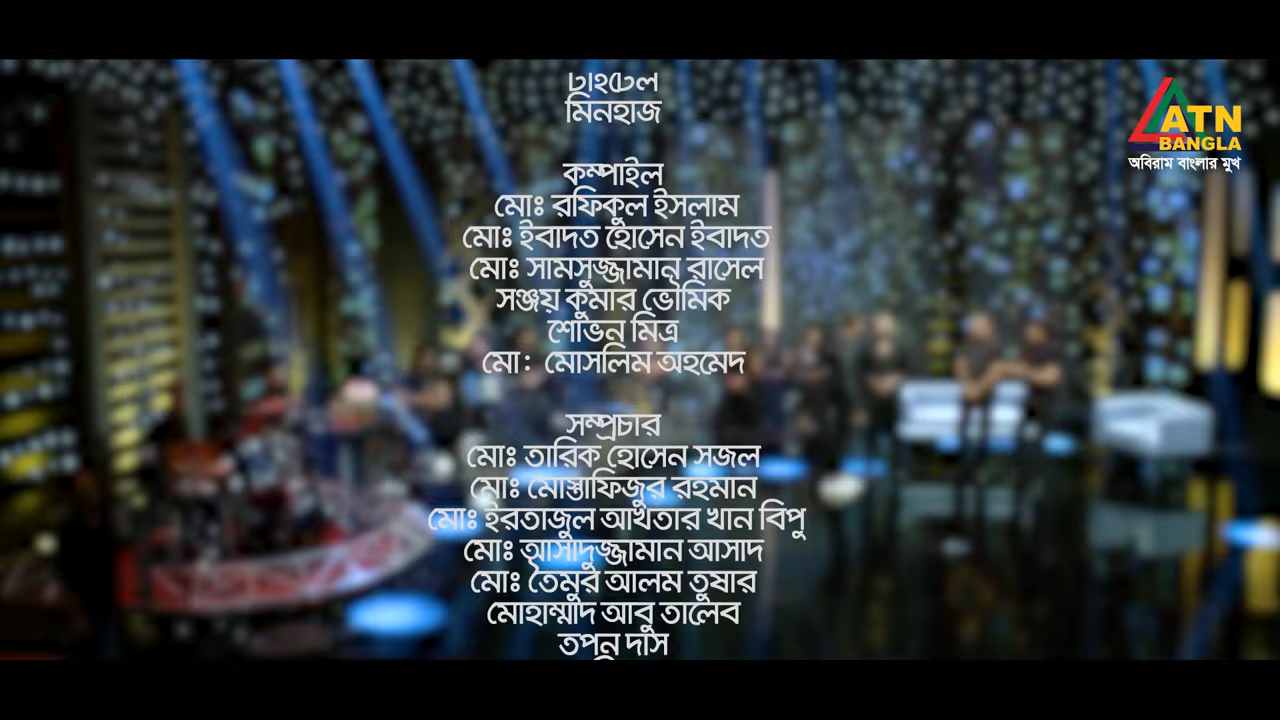 টাইটেল
মিনহাজ
কম্পাইল
মোঃ রফিকুল ইসলাম
মোঃ ইবাদত হোসেন ইবাদত
মোঃ সামসুজ্জামান রাসেল
সঞ্জয় কুমার ভৌমিক
শোভন মিত্র
মো: মোসলিম অহমেদ
সম্প্রচার
মোঃ তারিক হোসেন সজল
মোঃ মোস্তাফিজুর রহমান
মোঃ ইরতাজুল আখতার খান বিপু
মোঃ আসাদুজ্জামান আসাদ
মোঃ তৈমুর আলম তুষার
মোহাম্মাদ আবু তালেব
তপন দাস
ATN
BANGLA
অবিরাম বাংলার মুখ